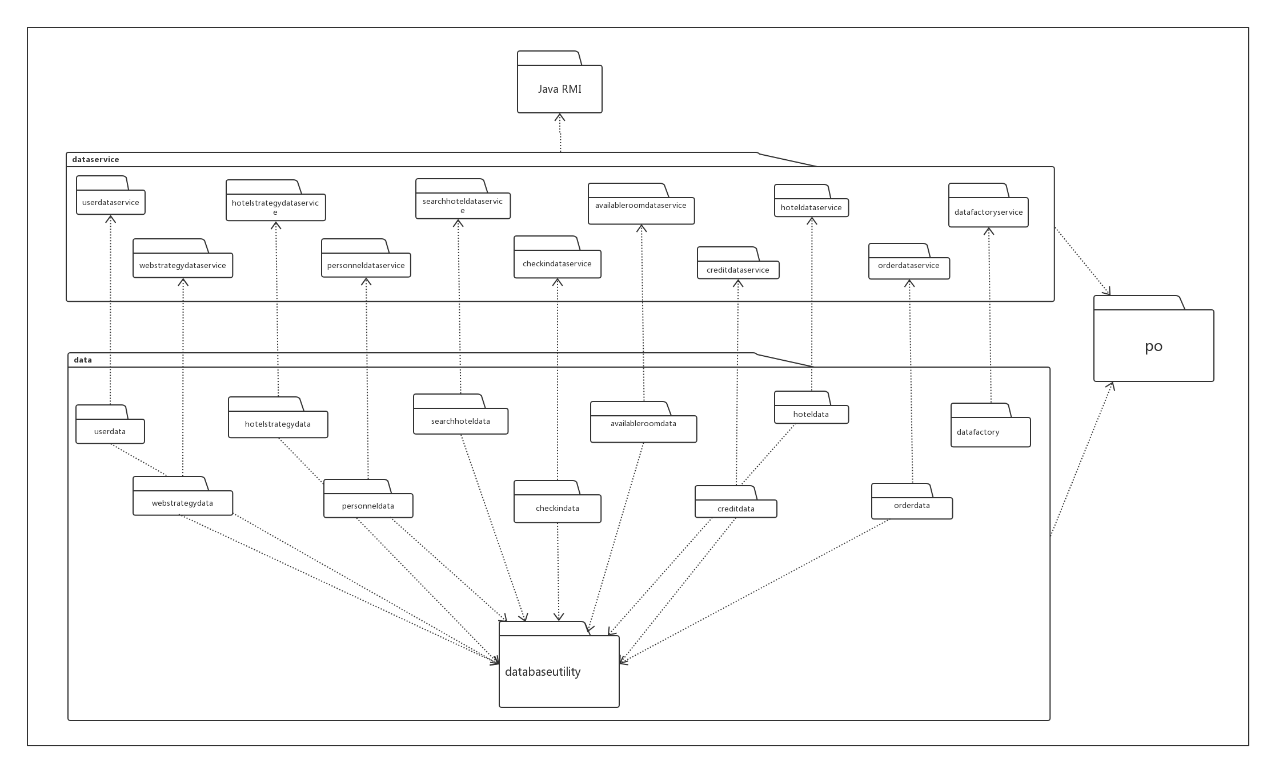 Java RMI
dataservice
userdataservice
hotelstrategydataservic
e
searchhoteldataservic
e
availableroomdataservice
hoteldataservice
datafactoryservice
webstrategydataservice
personneldataservice
checkindataservice
creditdataservice
orderdataservice
po
data
userdata
hotelstrategydata
searchhoteldata
availableroomdata
hoteldata
datafactory
webstrategydata
personneldata
checkindata
creditdata
orderdata
databaseutility